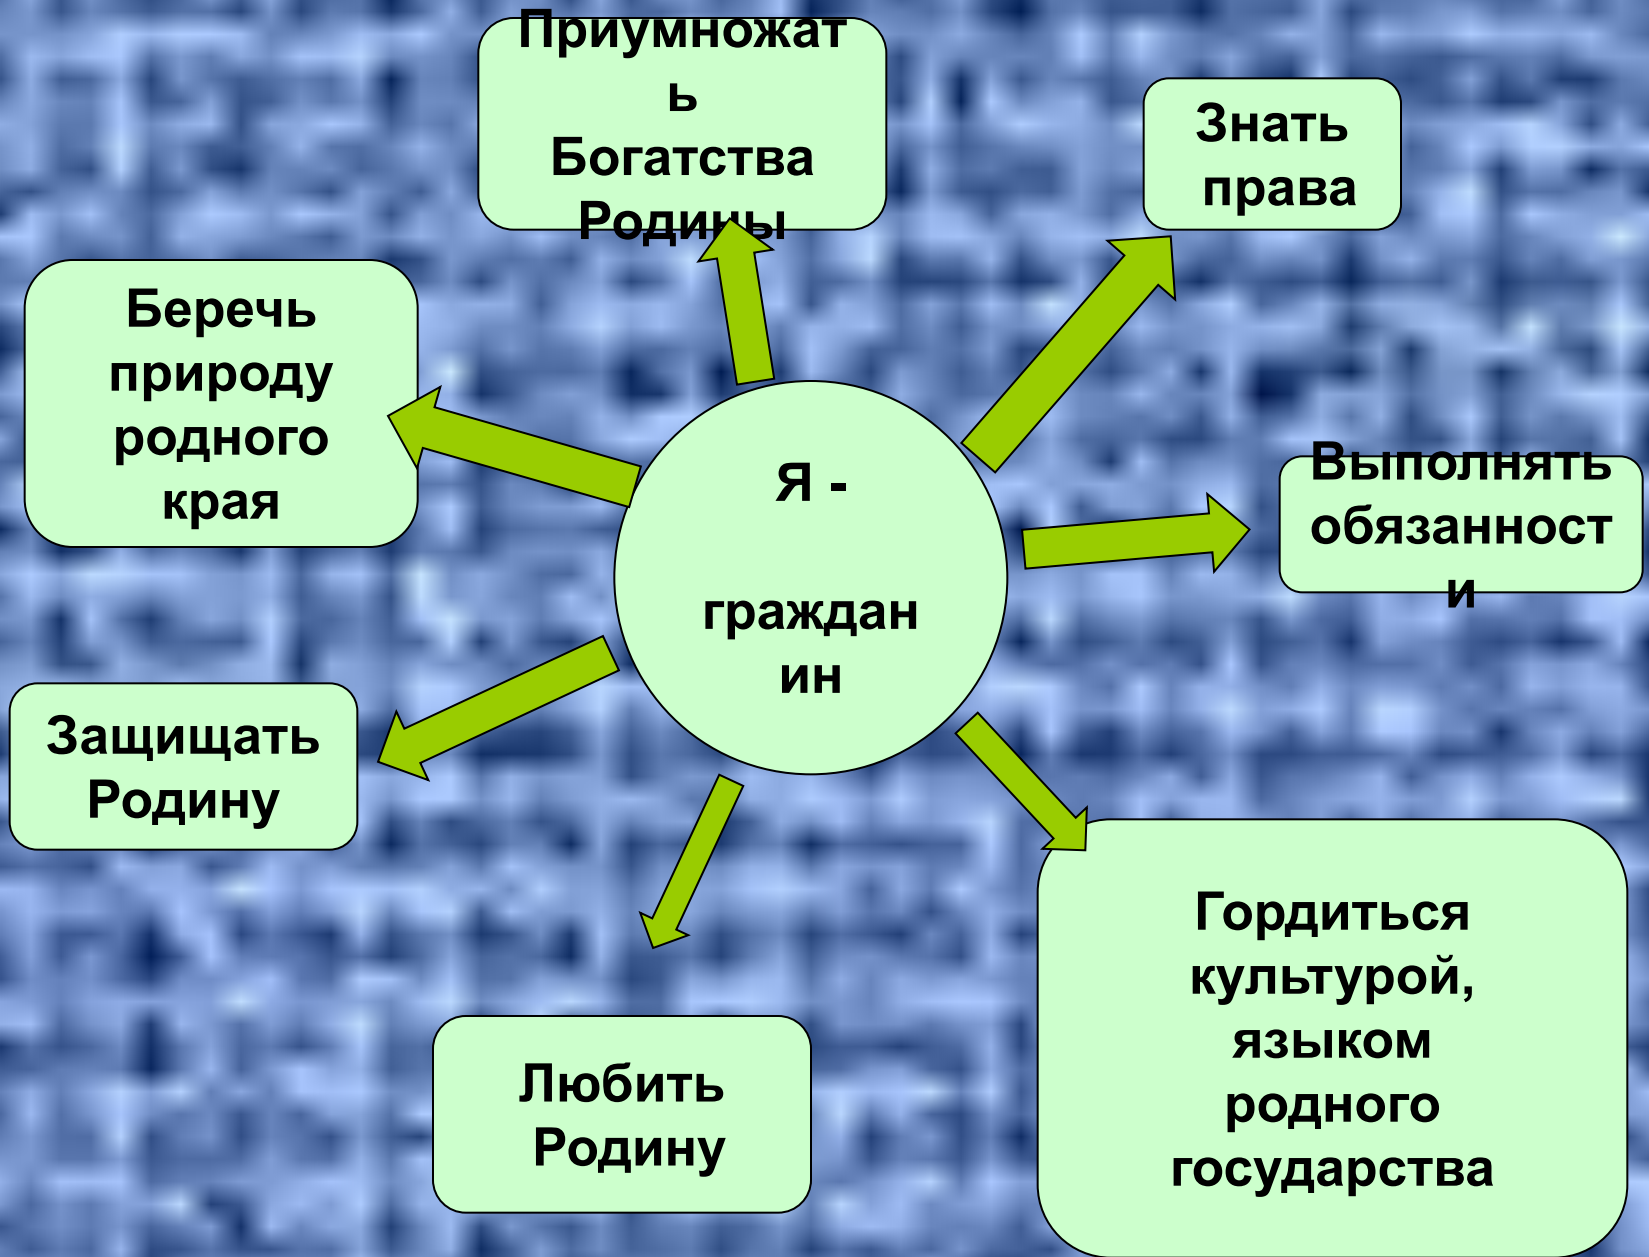 Приумножат
ь
Богатства
Родины
Знать
права
Беречь
природу
родного
края
Я -
граждан
ин
Выполнять
обязанност
и
Защищать
Родину
Любить
Родину
Гордиться
культурой,
языком
родного
государства